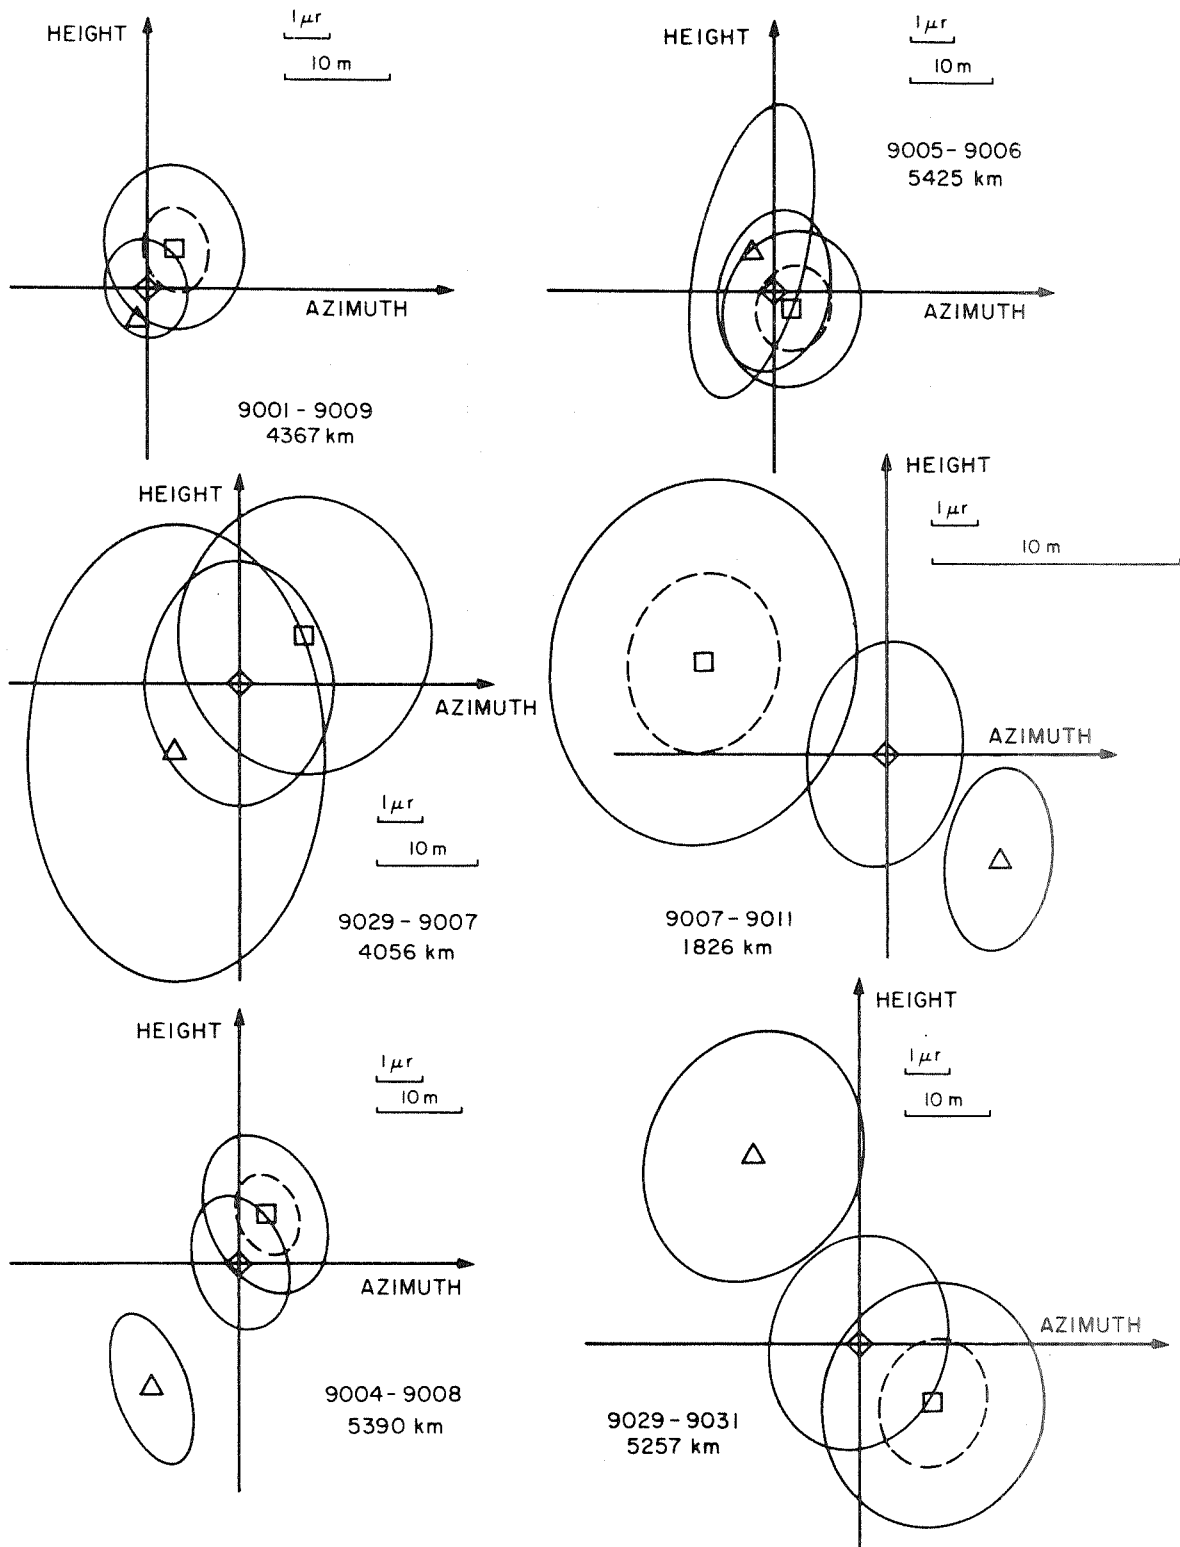 HEIGHT
1 μr
10 m
AZIMUTH
9001 - 9009
4367 km
HEIGHT
1 μr
10 m
9005 - 9006
5425 km
AZIMUTH
HEIGHT
AZIMUTH
1 μr
10 m
9029 - 9007
4056 km
HEIGHT
1 μr
10 m
AZIMUTH
9007 - 9011
1826 km
HEIGHT
1 μr
10 m
AZIMUTH
9004 - 9008
5390 km
HEIGHT
1 μr
10 m
AZIMUTH
9029 - 9031
5257 km